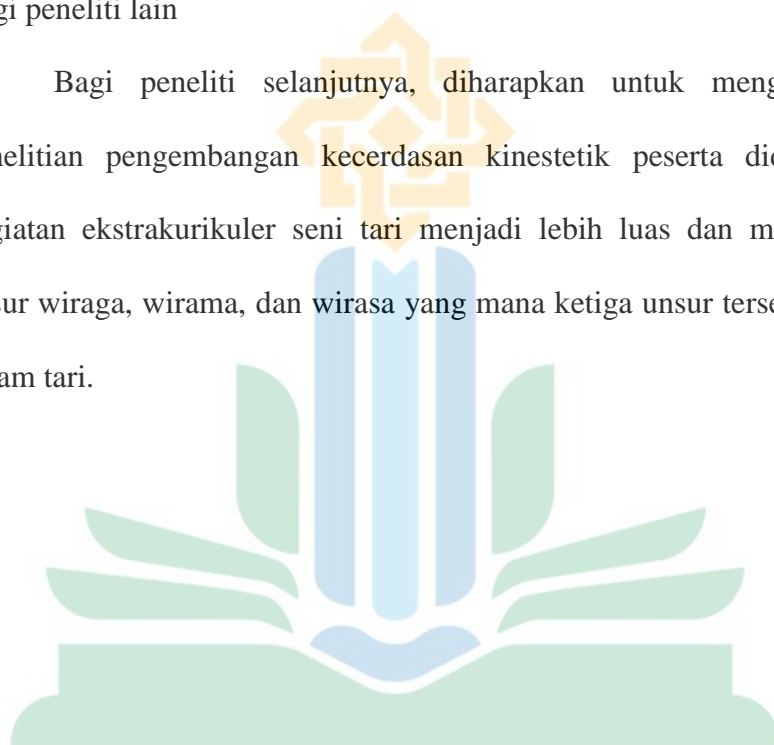 gi peneliti lain
Bagi peneliti selanjutnya, diharapkan untuk meng
nelitian pengembangan kecerdasan kinestetik peserta did
giatan ekstrakurikuler seni tari menjadi lebih luas dan m
sur wiraga, wirama, dan wirasa yang mana ketiga unsur terse
am tari.